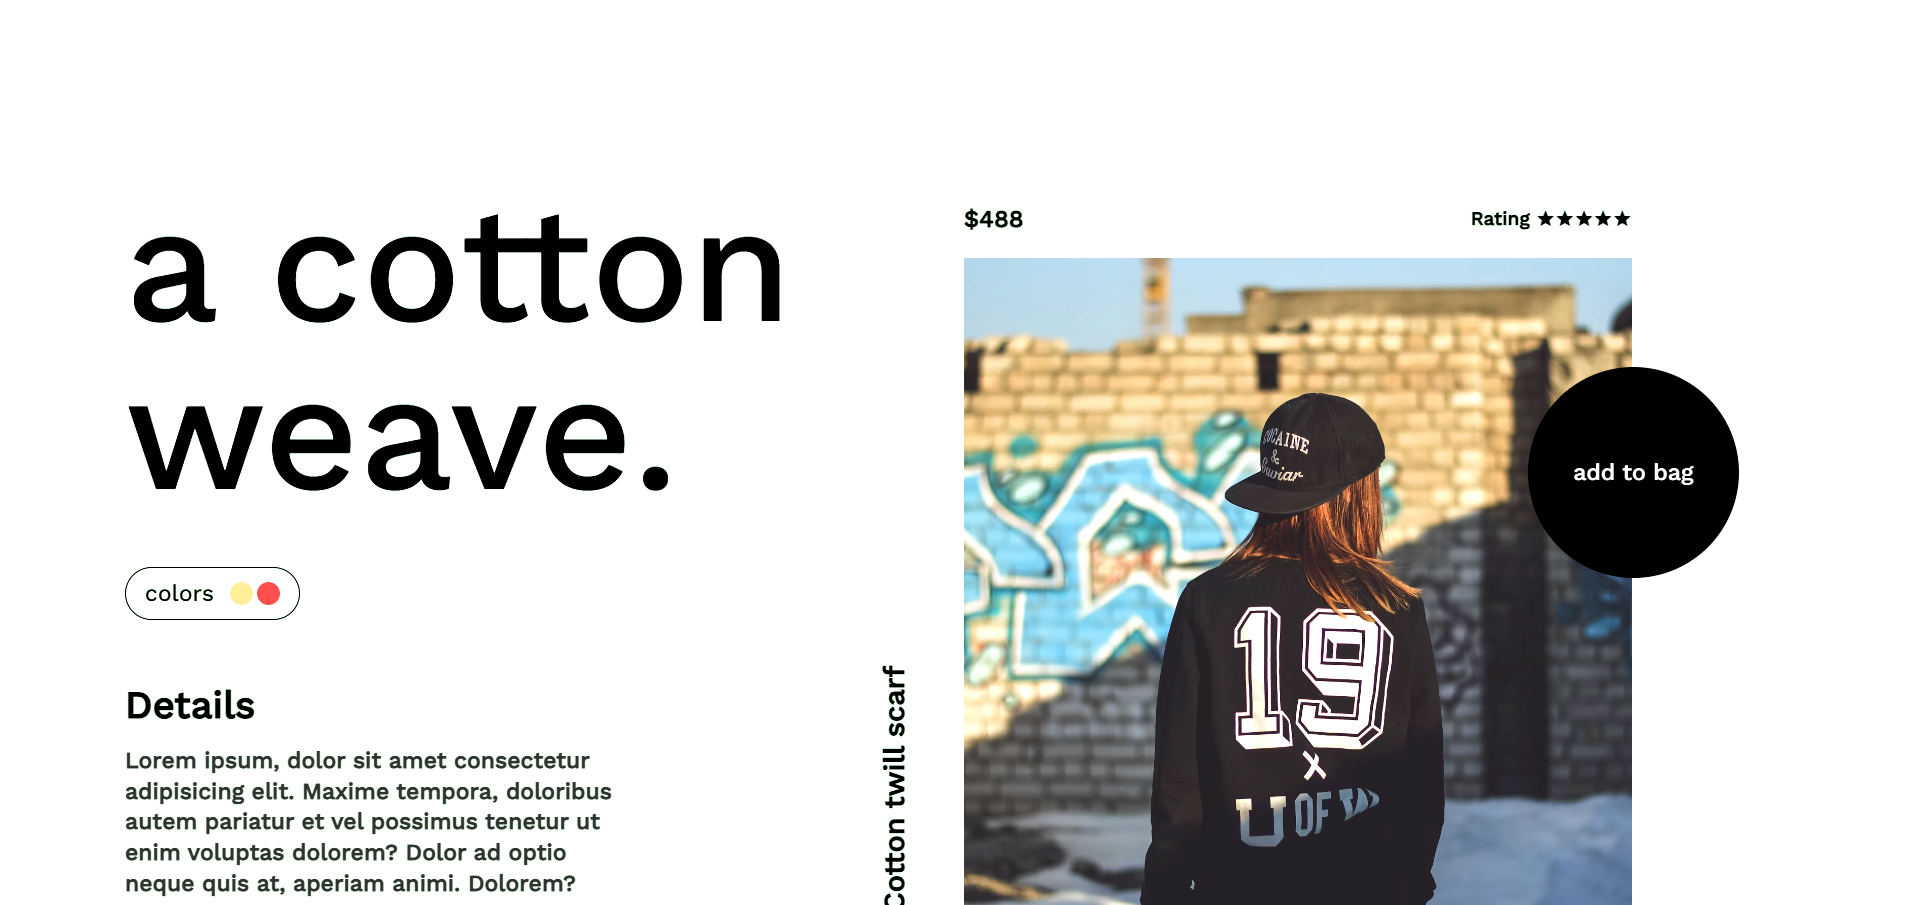 a cotton
weave.
colors
Details
Lorem ipsum, dolor sit amet consectetur
adipisicing elit. Maxime tempora, doloribus
autem pariatur et vel possimus tenetur ut
enim voluptas dolorem? Dolor ad optio
neque quis at, aperiam animi. Dolorem?
Cotton twill scarf
$488
Rating ★★★★★
COCAINE
&
Caviar
19
x
U OF W
add to bag